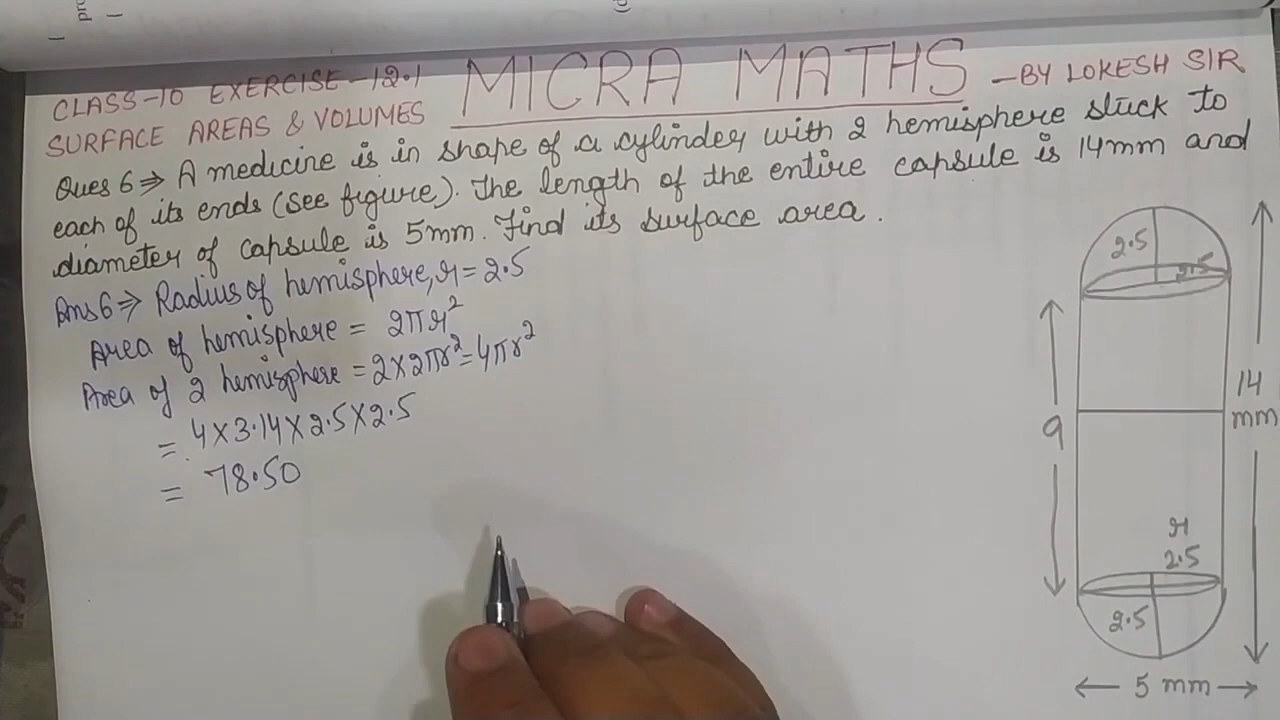 CLASS-10 EXERCISE-12.1
SURFACE AREAS & VOLUMES
MICRA MATHS
-BY LOKESH SIR
Ques 6⇒ A medicine is in shape of a cylinder with 2 hemisphere stuck to
each of its ends (See figure). The length of the entire capsule is 14mm and
diameter of capsule is 5mm. Find its surface area.
Ans 6⇒ Radius of hemisphere, r = 2.5
Area of hemisphere = 2πr²
Area of 2 hemisphere = 2×2πr² = 4πr²
= 4×3.14×2.5×2.5
= 78.50
2.5
2.5
9
14
mm
r
2.5
2.5
5 mm